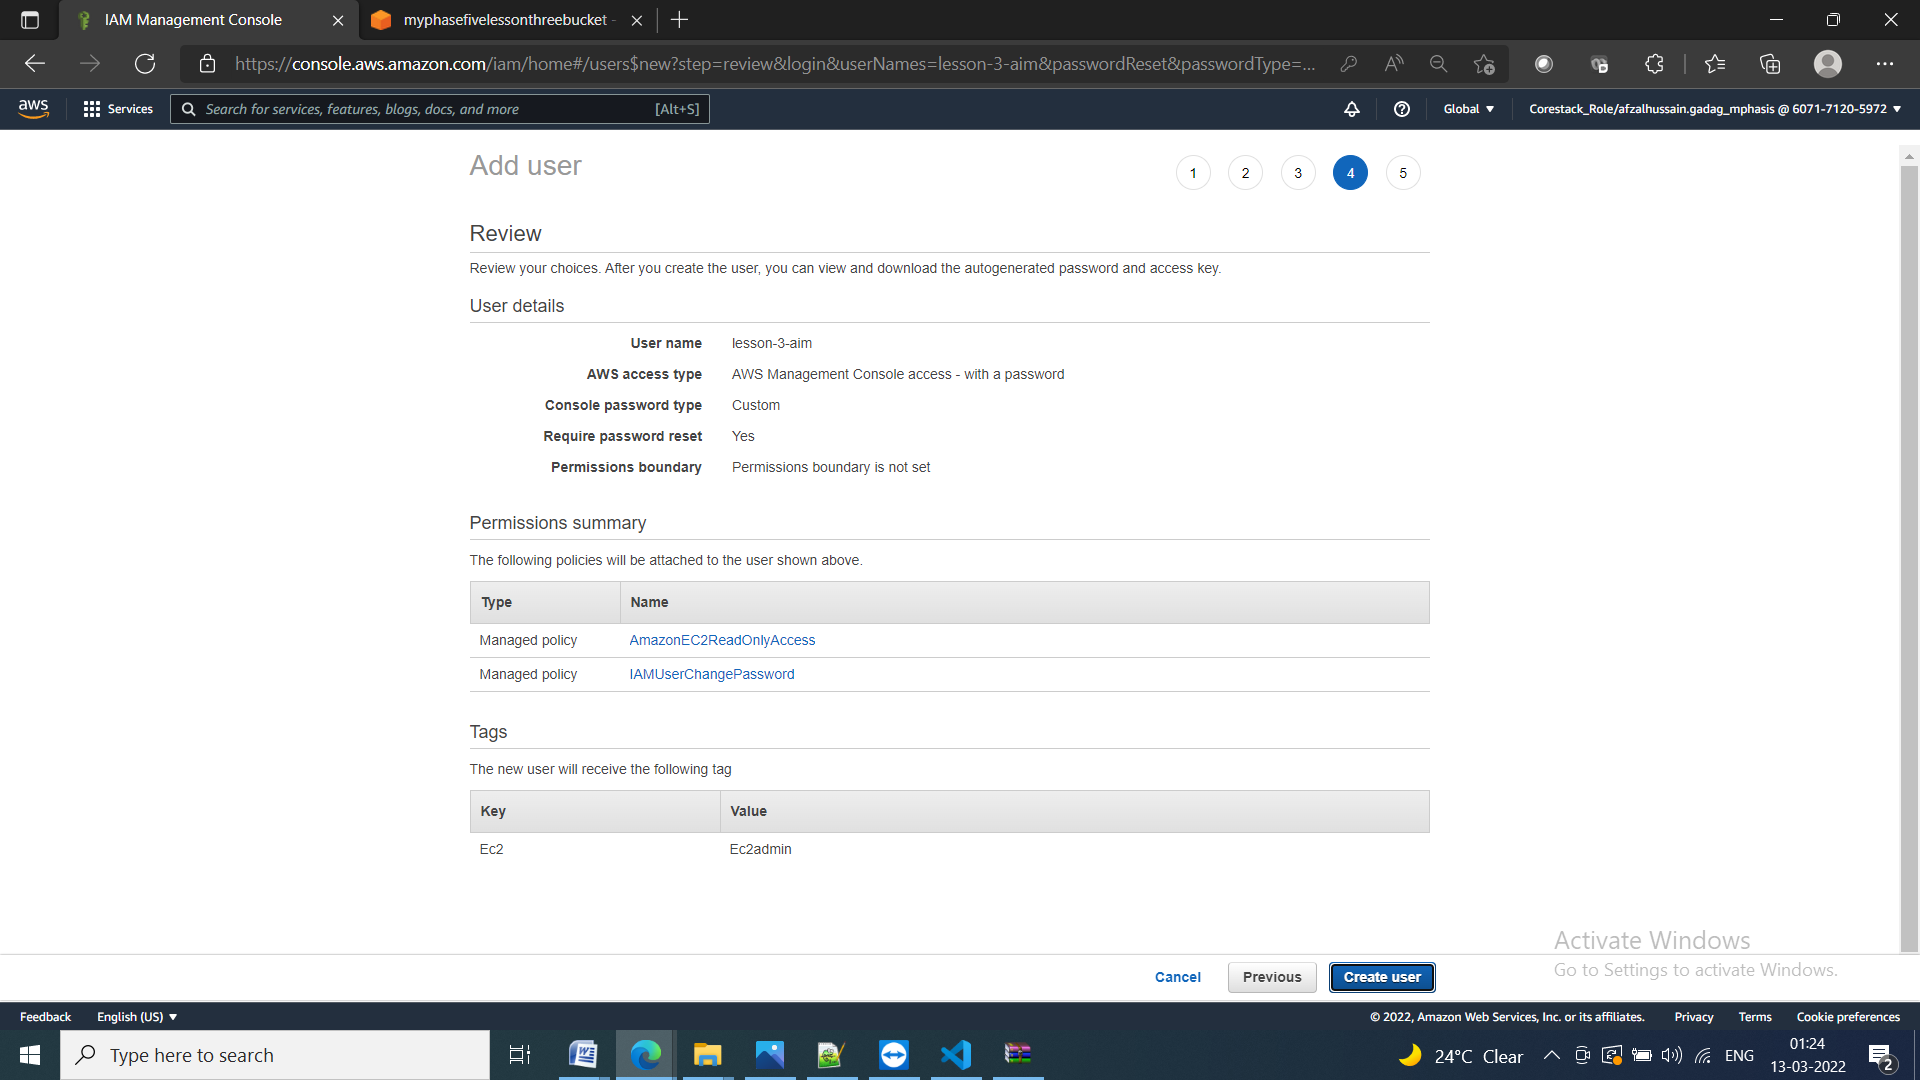 IAM Management Console
myphasefivelessonthreebucket -
https://console.aws.amazon.com/iam/home#/users$new?step=review&login&userNames=lesson-3-aim&passwordReset&passwordType=...
aws
Services
Search for services, features, blogs, docs, and more
[Alt+S]
Global
Corestack_Role/afzalhussain.gadag_mphasis @ 6071-7120-5972
Add user
1
2
3
4
5
Review
Review your choices. After you create the user, you can view and download the autogenerated password and access key.
User details
User name lesson-3-aim
AWS access type AWS Management Console access - with a password
Console password type Custom
Require password reset Yes
Permissions boundary Permissions boundary is not set
Permissions summary
The following policies will be attached to the user shown above.
Type Name
Managed policy AmazonEC2ReadOnlyAccess
Managed policy IAMUserChangePassword
Tags
The new user will receive the following tag
Key Value
Ec2 Ec2admin
Activate Windows
Go to Settings to activate Windows.
Cancel
Previous
Create user
Feedback
English (US)
© 2022, Amazon Web Services, Inc. or its affiliates.
Privacy
Terms
Cookie preferences
Type here to search
24°C Clear
ENG
01:24
13-03-2022
2